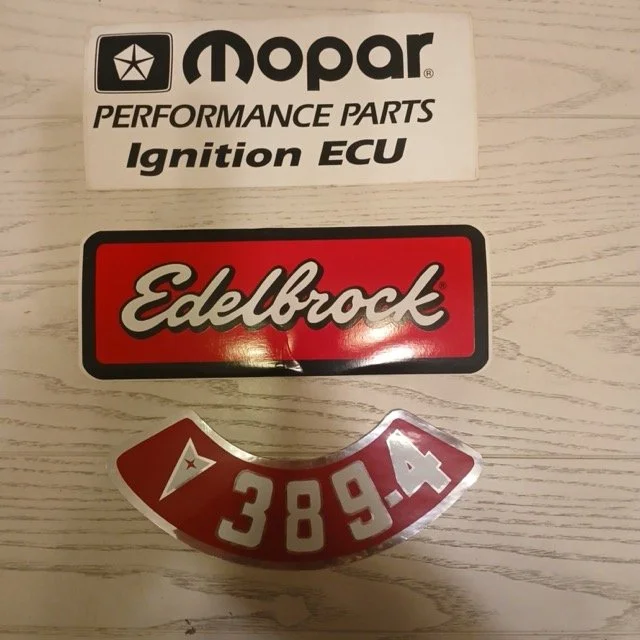 Mopar®
PERFORMANCE PARTS
Ignition ECU
Edelbrock®
389-4